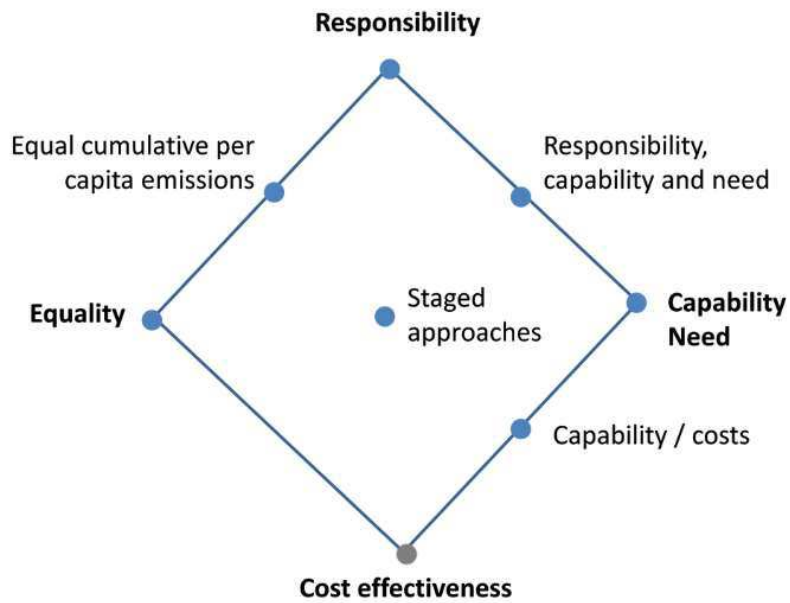 Responsibility
Equal cumulative per
capita emissions
Responsibility,
capability and need
Equality
Staged
approaches
Capability
Need
Capability / costs
Cost effectiveness